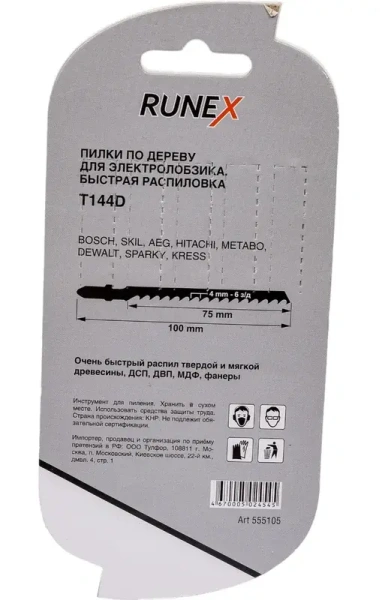 RUNEX
ПИЛКИ ПО ДЕРЕВУ
ДЛЯ ЭЛЕКТРОЛОБЗИКА.
БЫСТРАЯ РАСПИЛОВКА
T144D
BOSCH, SKIL, AEG, HITACHI, METABO,
DEWALT, SPARKY, KRESS
4 mm - 6 з/д
75 mm
100 mm
Очень быстрый распил твердой и мягкой
древесины, ДСП, ДВП, МДФ, фанеры
Инструмент для пиления. Хранить в сухом
месте. Использовать средства защиты труда.
Страна происхождения: КНР. Не подлежит обя-
зательной сертификации.
Импортер, продавец и организация по приёму
претензий в РФ: ООО Тулфор, 108811 г. Мо-
сква, п. Московский, Киевское шоссе, 22-й км.,
двлд. 4, стр. 1
4670005024545
Art 555105